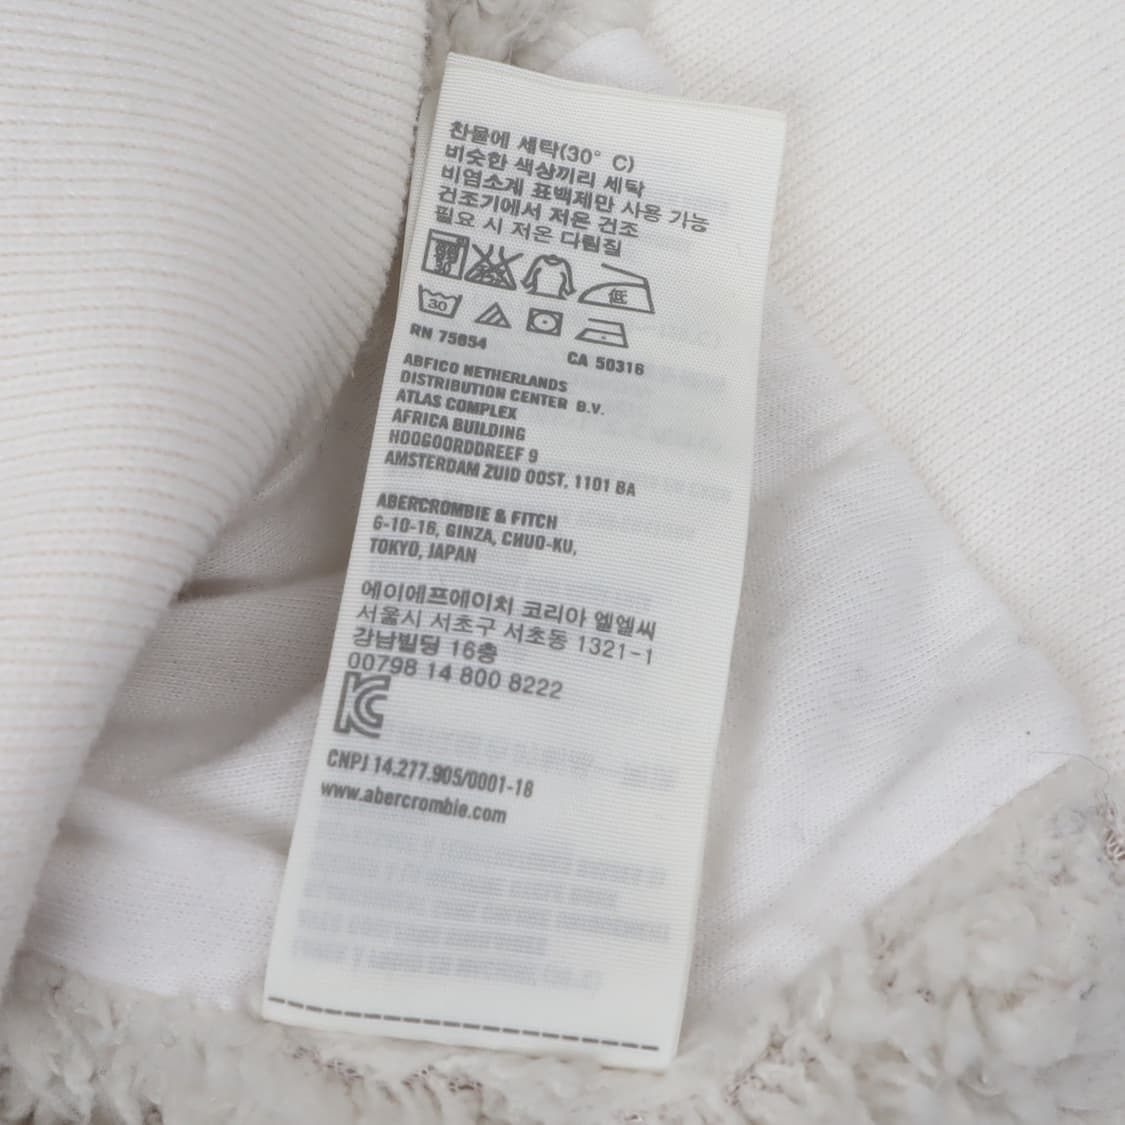 찬물에 세탁(30° C)
비슷한 색상끼리 세탁
비염소계 표백제만 사용 가능
건조기에서 저온 건조
필요 시 저온 다림질
30 低
30
RN 75654 CA 50316
ABFICO NETHERLANDS
DISTRIBUTION CENTER B.V.
ATLAS COMPLEX
AFRICA BUILDING
HOOGOORDDREEF 9
AMSTERDAM ZUID OOST, 1101 BA
ABERCROMBIE & FITCH
6-10-16, GINZA, CHUO-KU,
TOKYO, JAPAN
에이에프에이치 코리아 엘엘씨
서울시 서초구 서초동 1321-1
강남빌딩 16층
00798 14 800 8222
KC
CNPJ 14.277.905/0001-18
www.abercrombie.com